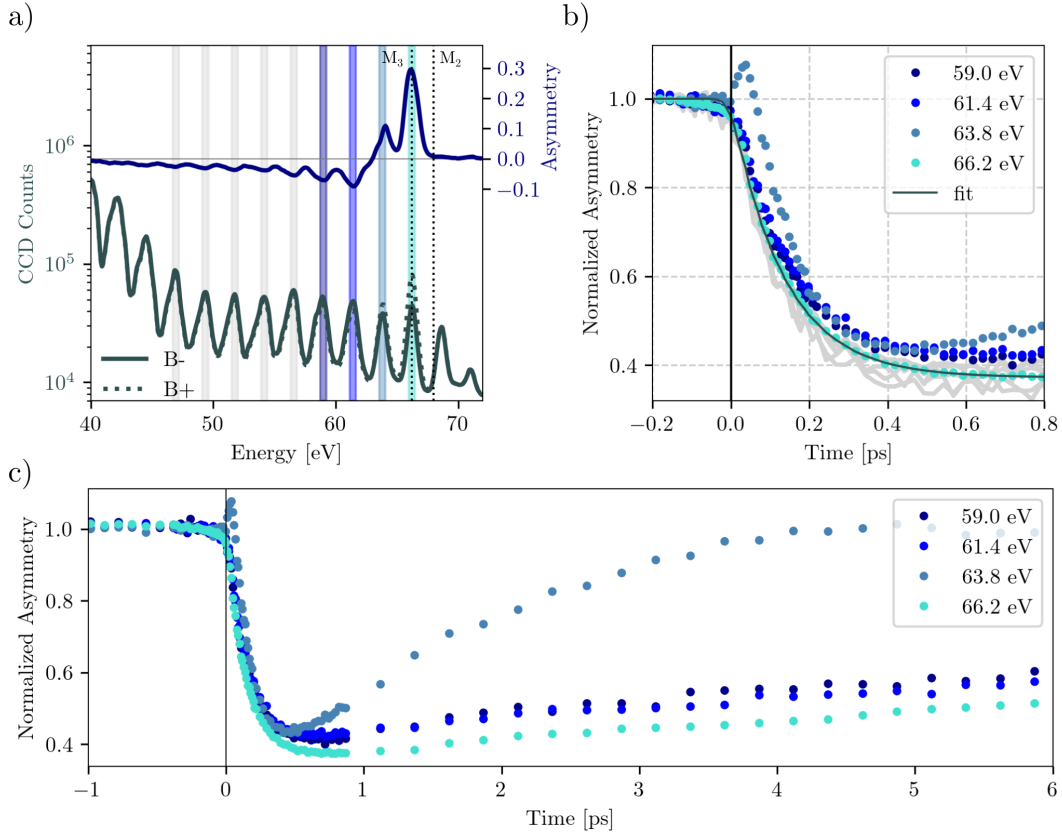 a)
M3 M2
10^6
10^5
10^4
CCD Counts
0.3
0.2
0.1
0.0
−0.1
Asymmetry
B-
B+
40 50 60 70
Energy [eV]
b)
1.0
0.8
0.6
0.4
Normalized Asymmetry
59.0 eV
61.4 eV
63.8 eV
66.2 eV
fit
−0.2 0.0 0.2 0.4 0.6 0.8
Time [ps]
c)
1.0
0.8
0.6
0.4
Normalized Asymmetry
59.0 eV
61.4 eV
63.8 eV
66.2 eV
−1 0 1 2 3 4 5 6
Time [ps]